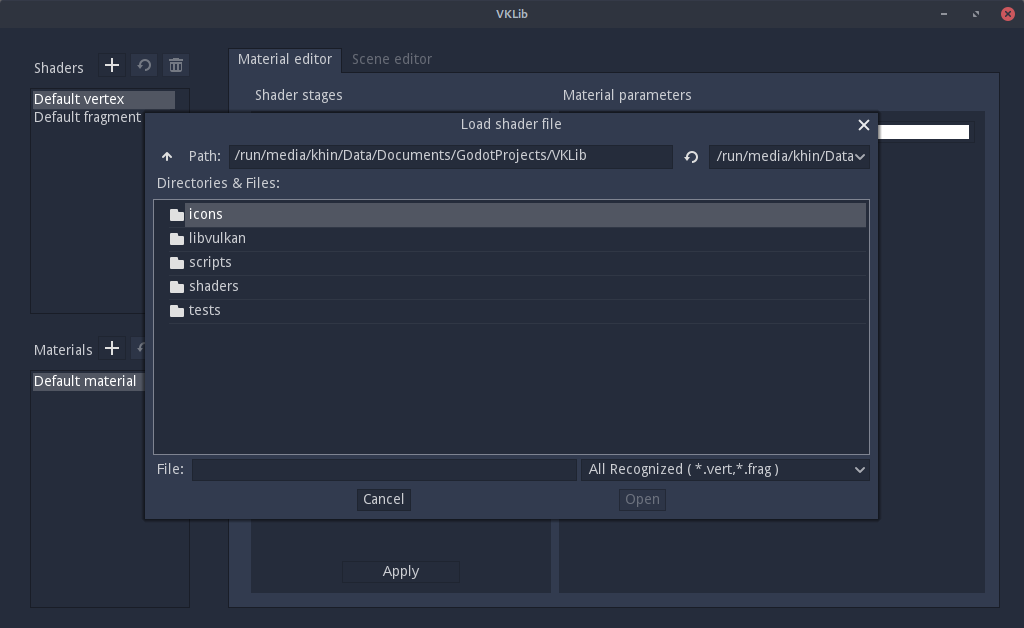 VKLib
Shaders
Default vertex
Default fragment
Materials
Default material
Material editor
Scene editor
Shader stages
Material parameters
Apply
Load shader file
Path: /run/media/khin/Data/Documents/GodotProjects/VKLib
/run/media/khin/Data
Directories & Files:
icons
libvulkan
scripts
shaders
tests
File:
All Recognized ( *.vert,*.frag )
Cancel
Open